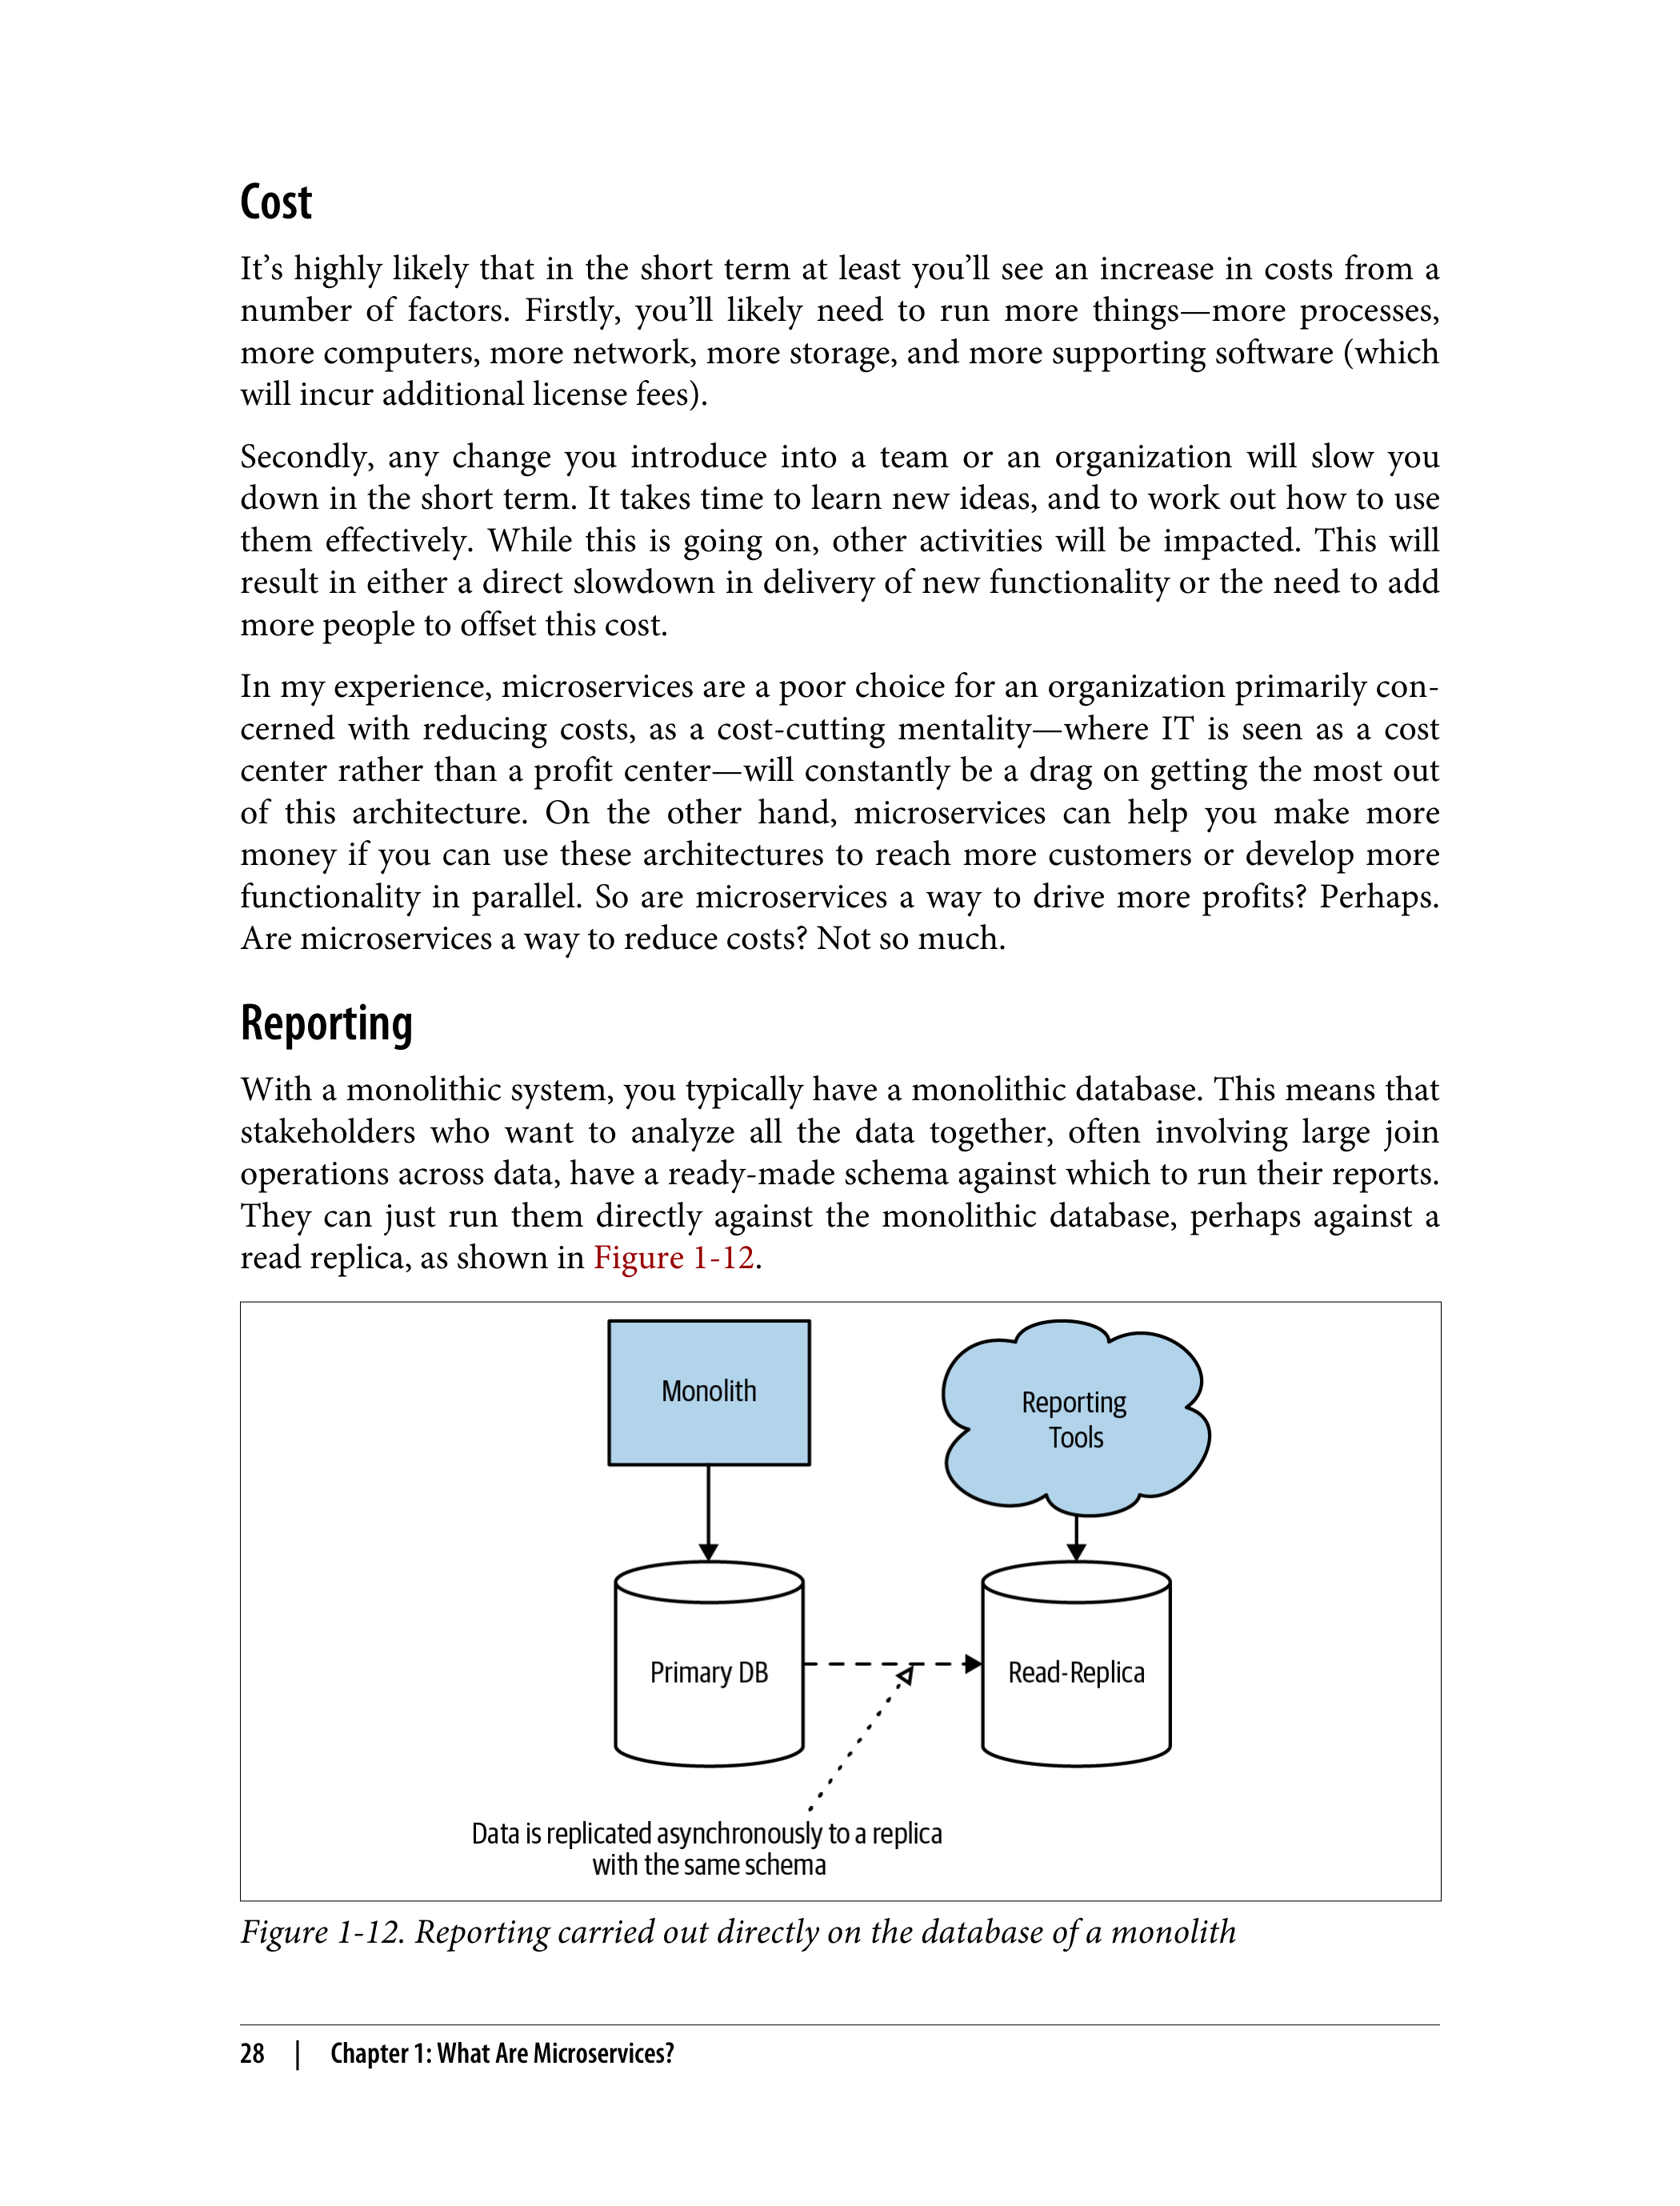 Cost
It’s highly likely that in the short term at least you’ll see an increase in costs from a
number of factors. Firstly, you’ll likely need to run more things—more processes,
more computers, more network, more storage, and more supporting software (which
will incur additional license fees).
Secondly, any change you introduce into a team or an organization will slow you
down in the short term. It takes time to learn new ideas, and to work out how to use
them effectively. While this is going on, other activities will be impacted. This will
result in either a direct slowdown in delivery of new functionality or the need to add
more people to offset this cost.
In my experience, microservices are a poor choice for an organization primarily con-
cerned with reducing costs, as a cost-cutting mentality—where IT is seen as a cost
center rather than a profit center—will constantly be a drag on getting the most out
of this architecture. On the other hand, microservices can help you make more
money if you can use these architectures to reach more customers or develop more
functionality in parallel. So are microservices a way to drive more profits? Perhaps.
Are microservices a way to reduce costs? Not so much.
Reporting
With a monolithic system, you typically have a monolithic database. This means that
stakeholders who want to analyze all the data together, often involving large join
operations across data, have a ready-made schema against which to run their reports.
They can just run them directly against the monolithic database, perhaps against a
read replica, as shown in Figure 1-12.
Monolith
Reporting
Tools
Primary DB
Read-Replica
Data is replicated asynchronously to a replica
with the same schema
Figure 1-12. Reporting carried out directly on the database of a monolith
28 | Chapter 1: What Are Microservices?